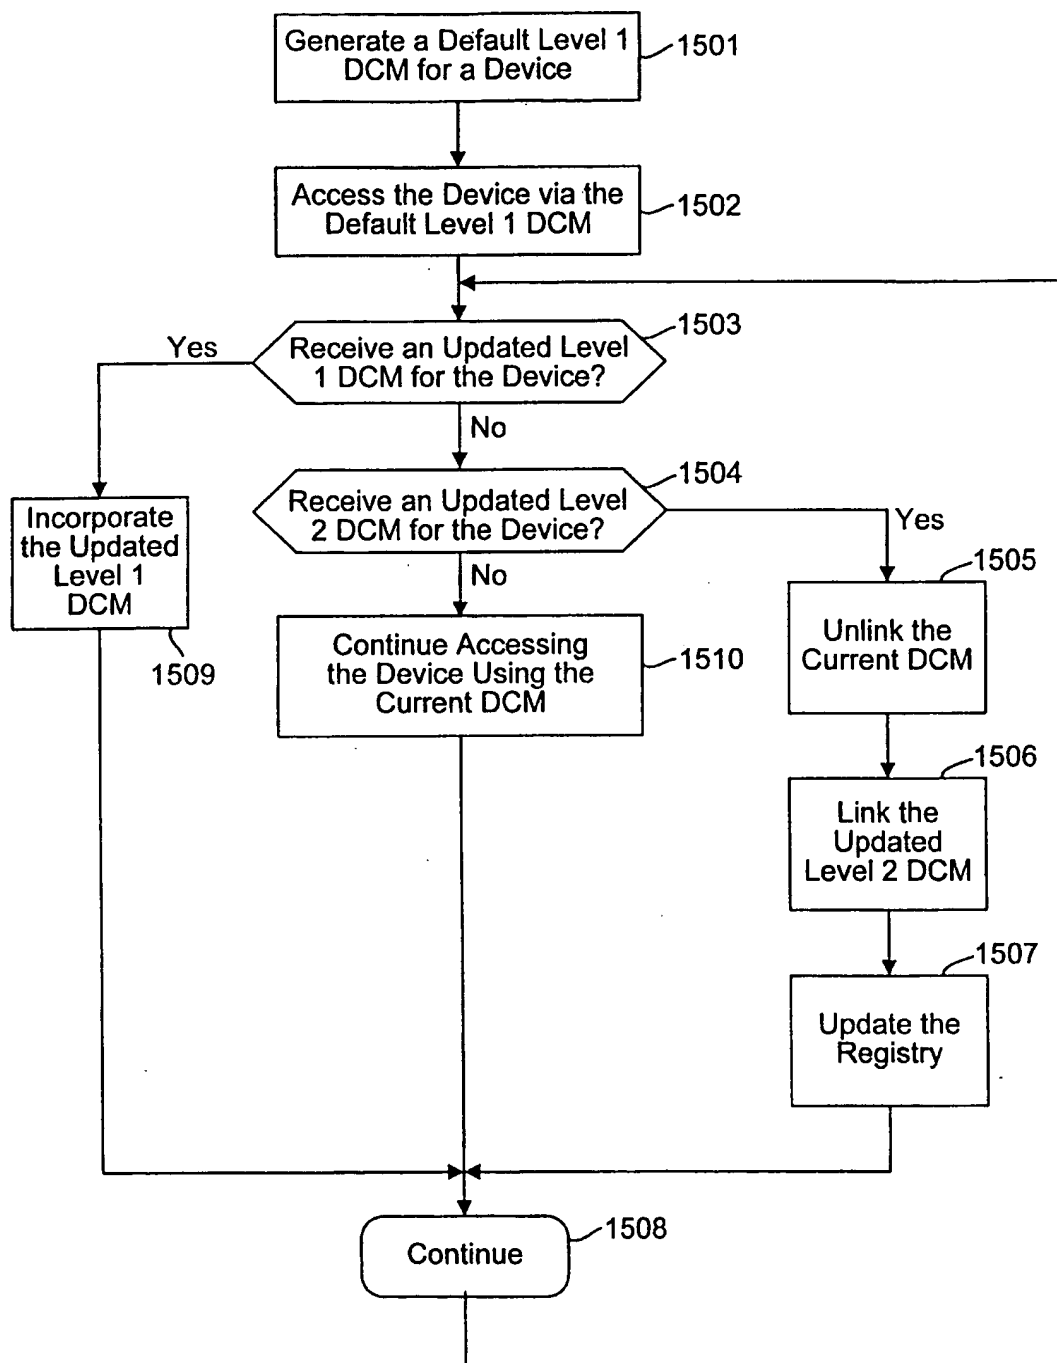 Generate a Default Level 1
DCM for a Device
1501
Access the Device via the
Default Level 1 DCM
1502
1503
Yes
Receive an Updated Level
1 DCM for the Device?
No
1504
Receive an Updated Level
2 DCM for the Device?
Yes
No
Incorporate
the Updated
Level 1
DCM
1509
Continue Accessing
the Device Using the
Current DCM
1510
1505
Unlink the
Current DCM
1506
Link the
Updated
Level 2 DCM
1507
Update the
Registry
1508
Continue